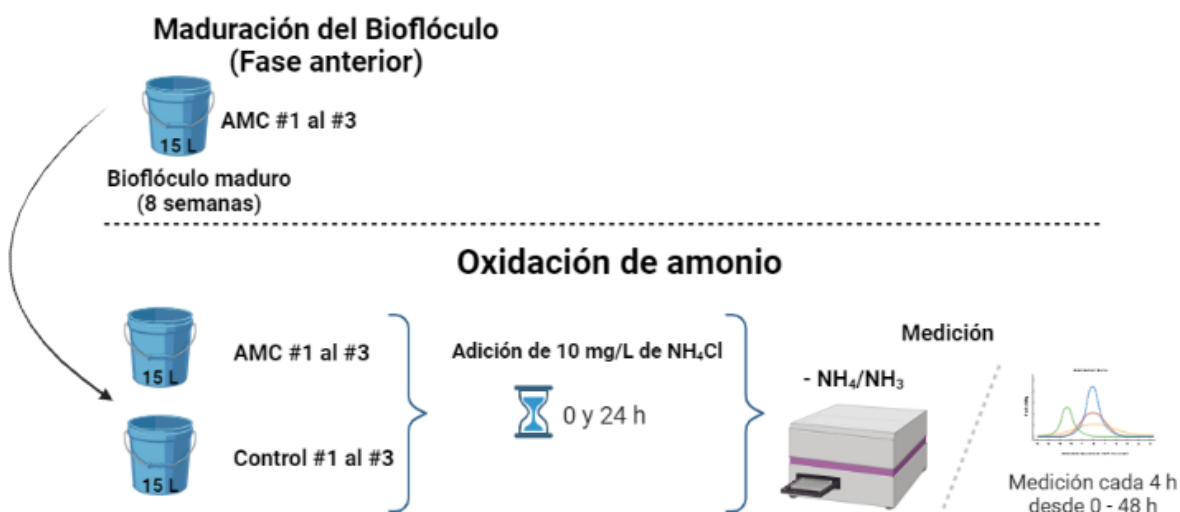 Maduración del Bioflóculo
(Fase anterior)
AMC #1 al #3
15 L
Bioflóculo maduro
(8 semanas)
Oxidación de amonio
AMC #1 al #3
15 L
Control #1 al #3
15 L
Adición de 10 mg/L de NH₄Cl
0 y 24 h
Medición
- NH₄/NH₃
Medición cada 4 h
desde 0 - 48 h